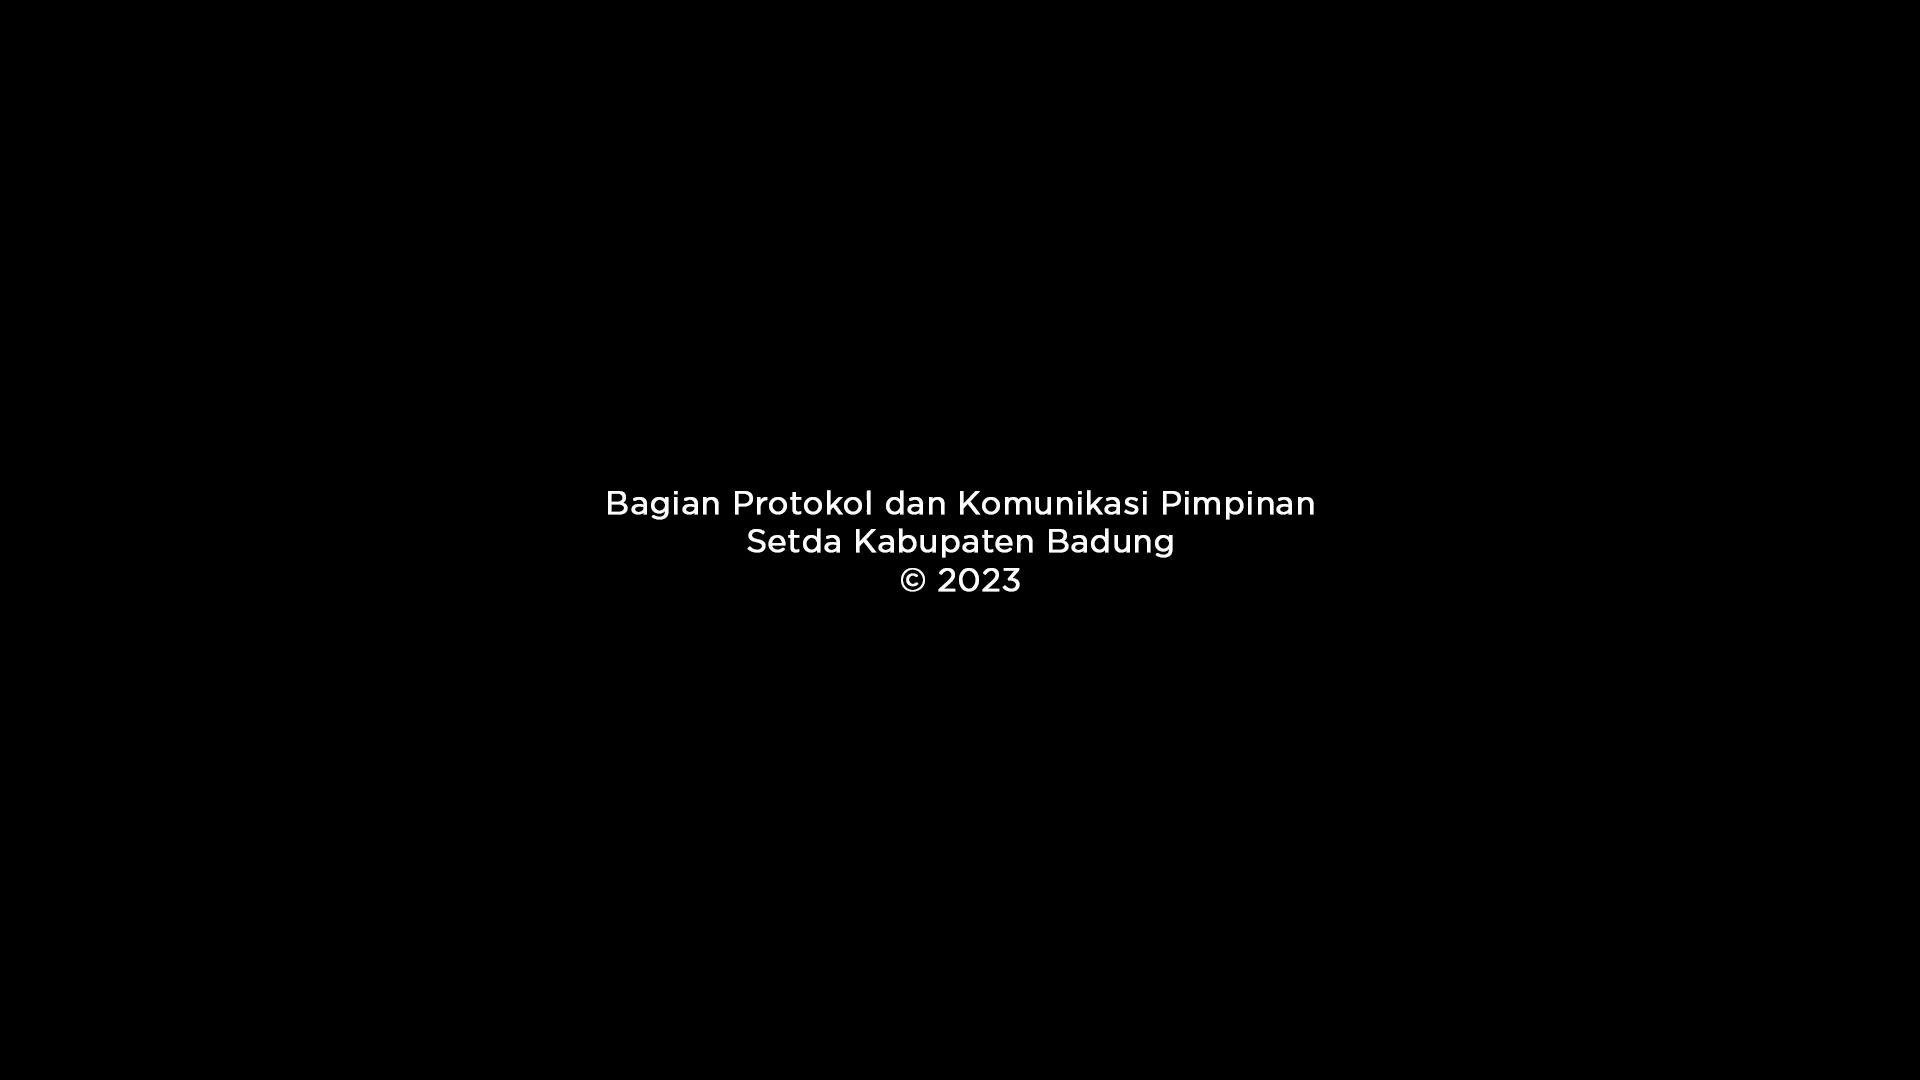 Bagian Protokol dan Komunikasi Pimpinan
Setda Kabupaten Badung
© 2023